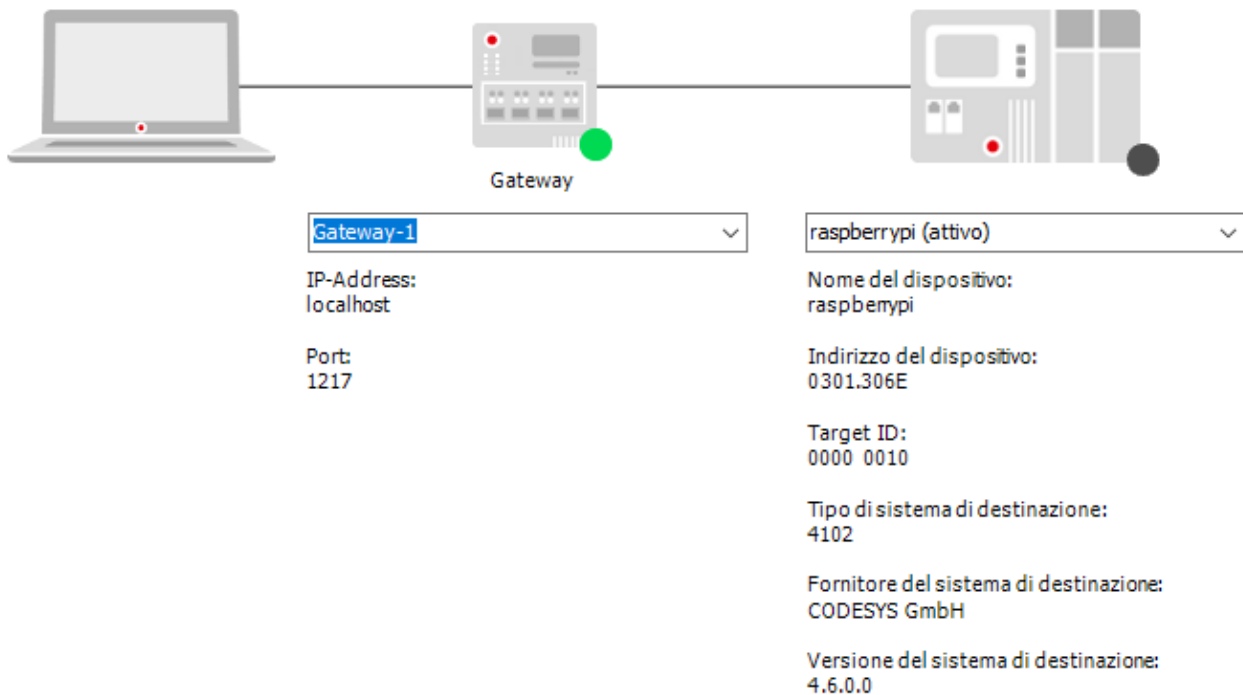 Gateway
Gateway-1
raspberrypi (attivo)
IP-Address:
localhost
Port:
1217
Nome del dispositivo:
raspberrypi
Indirizzo del dispositivo:
0301.306E
Target ID:
0000 0010
Tipo di sistema di destinazione:
4102
Fornitore del sistema di destinazione:
CODESYS GmbH
Versione del sistema di destinazione:
4.6.0.0